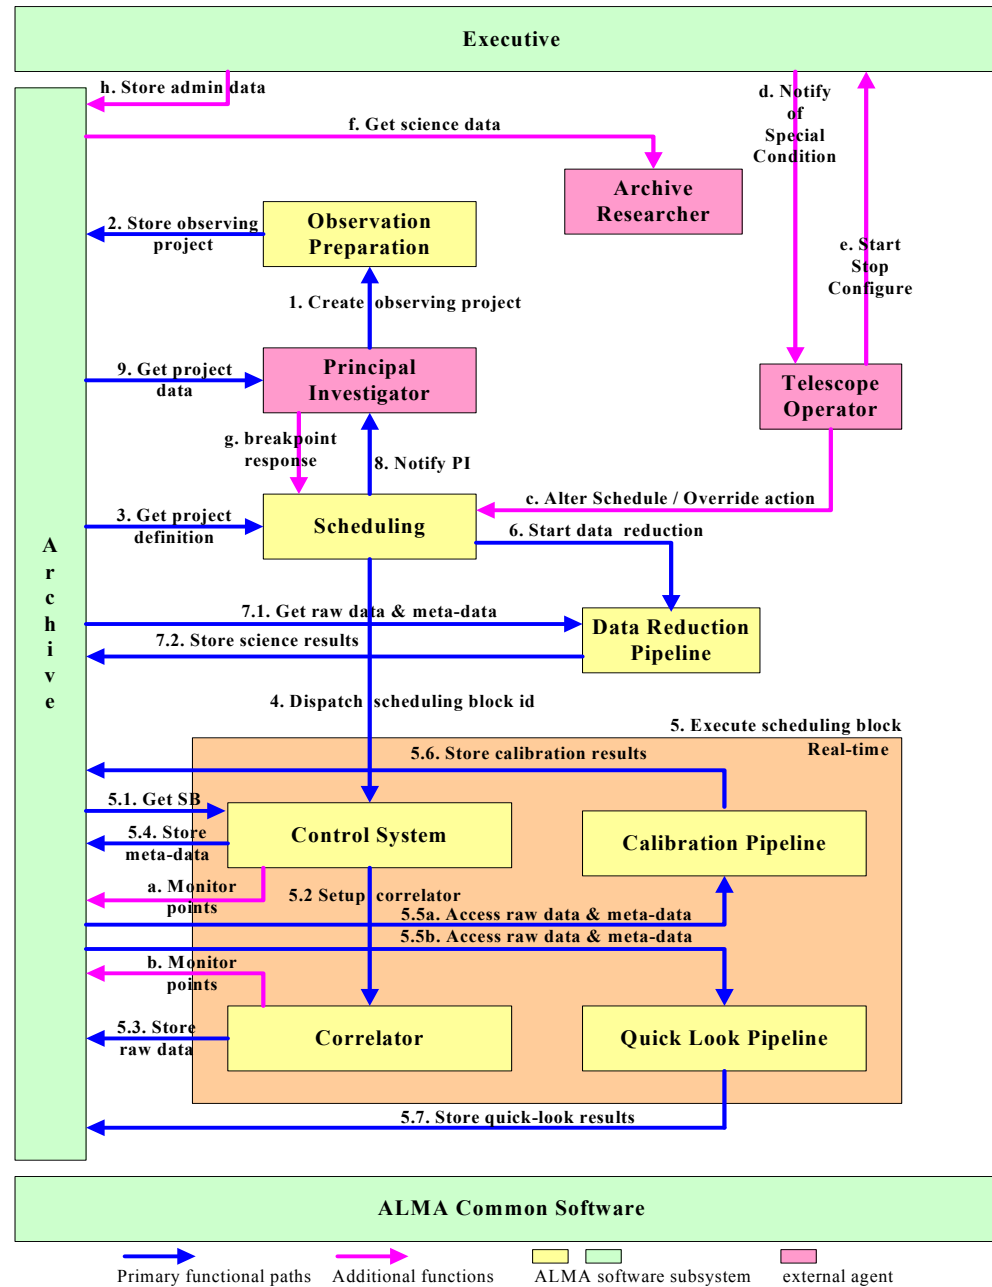 Executive
h. Store admin data
d. Notify
of
Special
Condition
f. Get science data
Archive
Researcher
2. Store observing
project
Observation
Preparation
e. Start
Stop
Configure
1. Create observing project
9. Get project
data
Principal
Investigator
Telescope
Operator
g. breakpoint
response
8. Notify PI
c. Alter Schedule / Override action
3. Get project
definition
Scheduling
6. Start data reduction
A
r
c
h
i
v
e
7.1. Get raw data & meta-data
7.2. Store science results
Data Reduction
Pipeline
4. Dispatch scheduling block id
5. Execute scheduling block
Real-time
5.6. Store calibration results
5.1. Get SB
5.4. Store
meta-data
Control System
Calibration Pipeline
a. Monitor
points
5.2 Setup correlator
5.5a. Access raw data & meta-data
5.5b. Access raw data & meta-data
b. Monitor
points
5.3. Store
raw data
Correlator
Quick Look Pipeline
5.7. Store quick-look results
ALMA Common Software
Primary functional paths
Additional functions
ALMA software subsystem
external agent